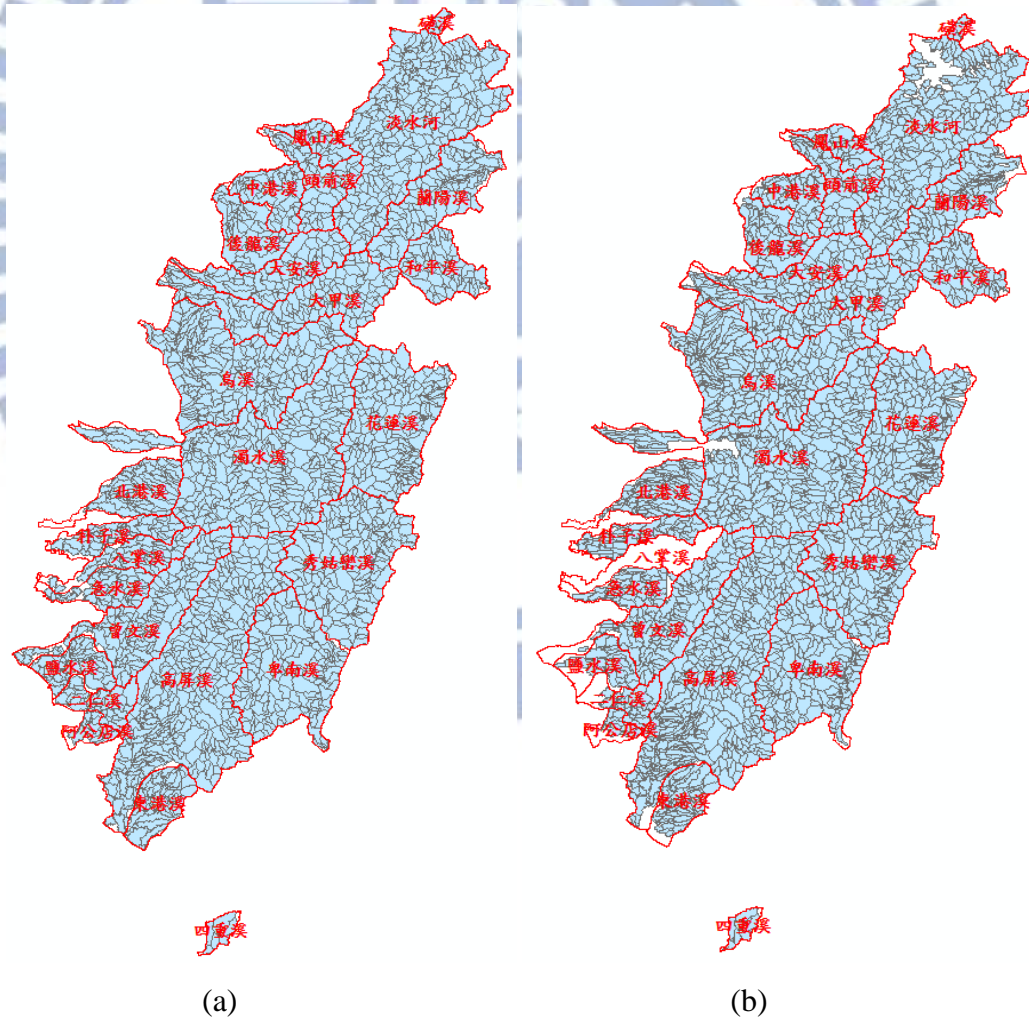 磺溪
淡水河
鳳山溪
頭前溪
中港溪
蘭陽溪
後龍溪
大安溪
和平溪
大甲溪
烏溪
花蓮溪
濁水溪
北港溪
朴子溪
八掌溪
秀姑巒溪
急水溪
曾文溪
鹽水溪
高屏溪
卑南溪
二仁溪
阿公店溪
東港溪
四重溪
(a)
磺溪
淡水河
鳳山溪
頭前溪
中港溪
蘭陽溪
後龍溪
大安溪
和平溪
大甲溪
烏溪
花蓮溪
濁水溪
北港溪
朴子溪
八掌溪
秀姑巒溪
急水溪
曾文溪
鹽水溪
高屏溪
卑南溪
二仁溪
阿公店溪
東港溪
四重溪
(b)